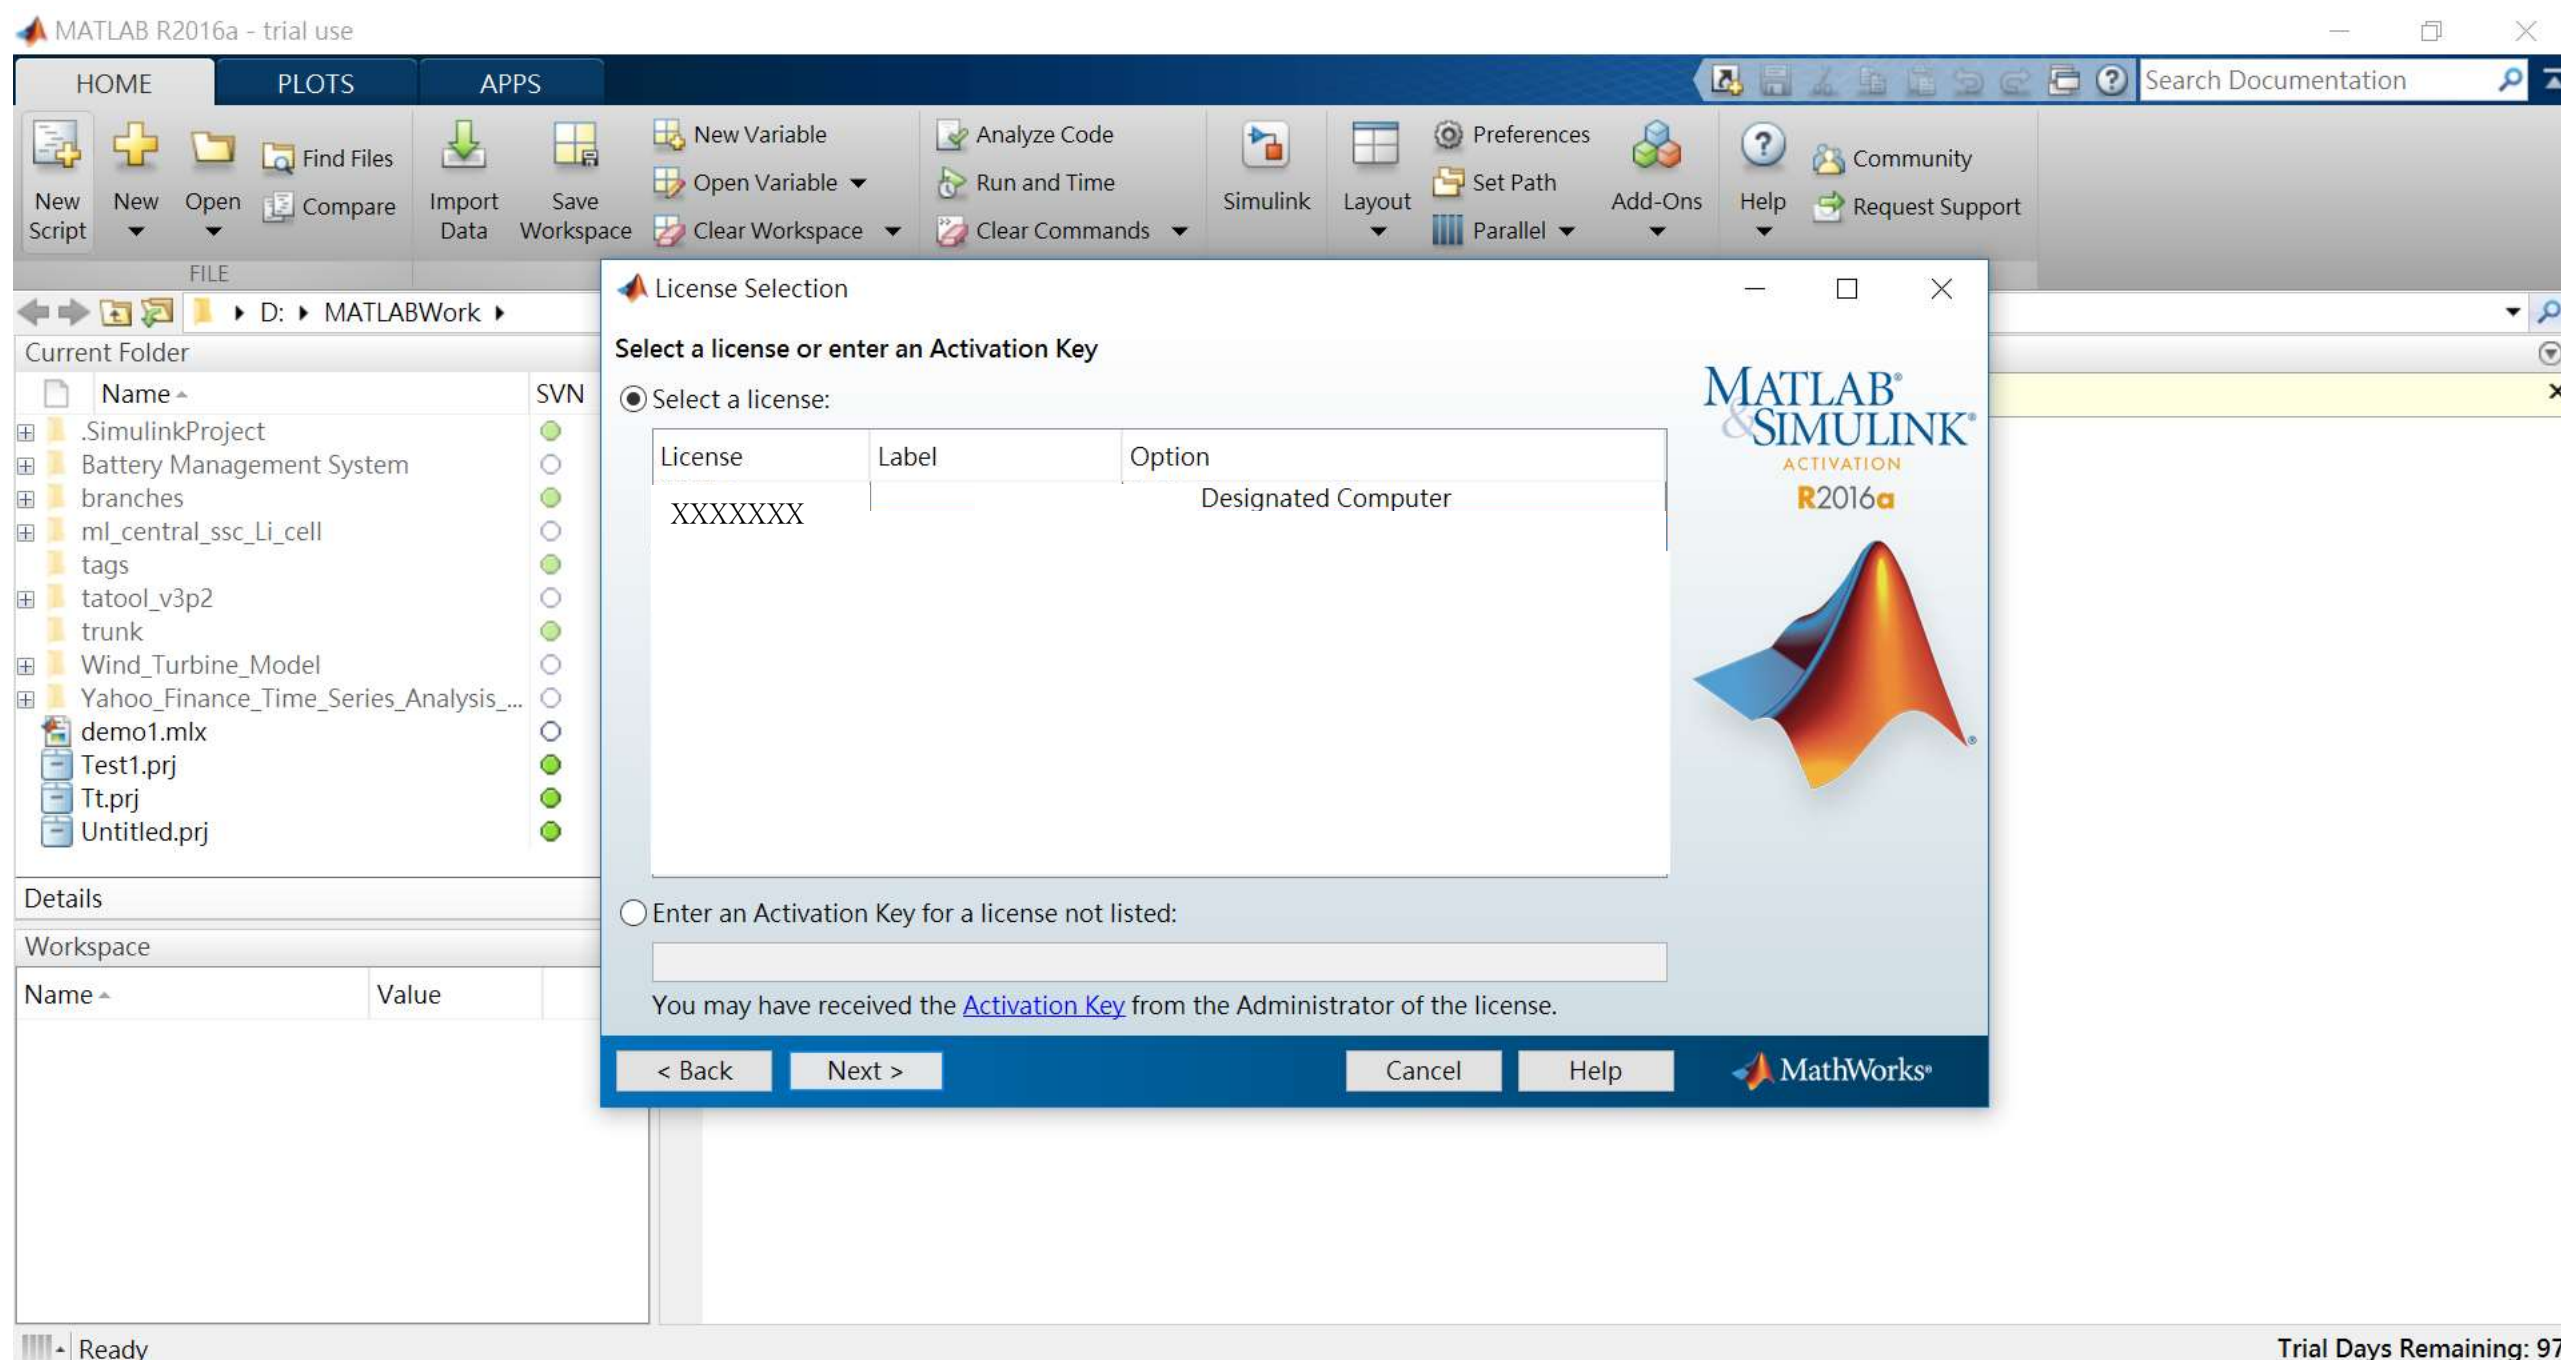 MATLAB R2016a - trial use
HOME PLOTS APPS
Search Documentation
New Script
New
Open
Find Files
Compare
Import Data
Save Workspace
New Variable
Open Variable
Clear Workspace
Analyze Code
Run and Time
Clear Commands
Simulink
Layout
Preferences
Set Path
Parallel
Add-Ons
Help
Community
Request Support
FILE
D: MATLABWork
Current Folder
Name SVN
.SimulinkProject
Battery Management System
branches
ml_central_ssc_Li_cell
tags
tatool_v3p2
trunk
Wind_Turbine_Model
Yahoo_Finance_Time_Series_Analysis_...
demo1.mlx
Test1.prj
Tt.prj
Untitled.prj
Details
Workspace
Name Value
License Selection
Select a license or enter an Activation Key
Select a license:
License Label Option
XXXXXXX Designated Computer
Enter an Activation Key for a license not listed:
You may have received the Activation Key from the Administrator of the license.
< Back Next > Cancel Help
MATLAB®
&SIMULINK®
ACTIVATION
R2016a
MathWorks®
Ready
Trial Days Remaining: 97